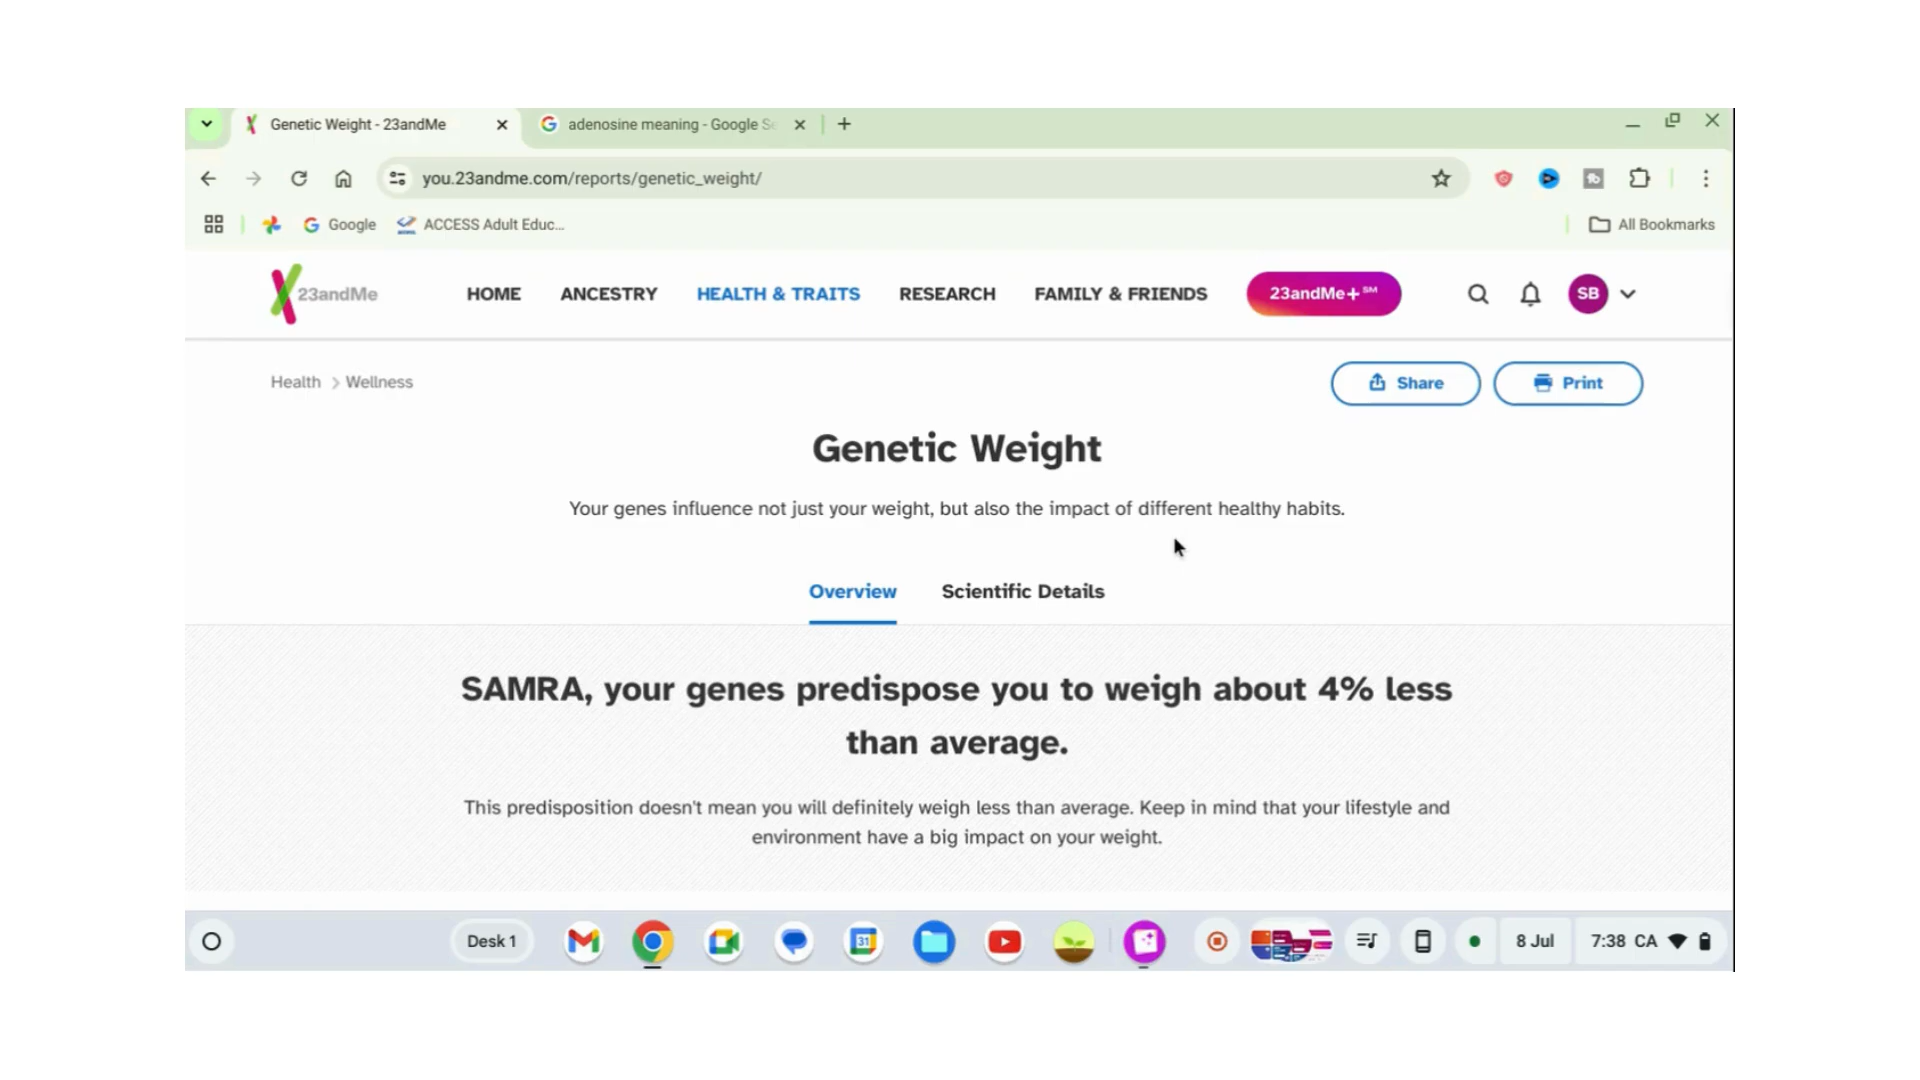 Genetic Weight - 23andMe
adenosine meaning - Google Se
you.23andme.com/reports/genetic_weight/
Google
ACCESS Adult Educ...
All Bookmarks
23andMe
HOME
ANCESTRY
HEALTH & TRAITS
RESEARCH
FAMILY & FRIENDS
23andMe+℠
SB
Health > Wellness
Share
Print
Genetic Weight
Your genes influence not just your weight, but also the impact of different healthy habits.
Overview
Scientific Details
SAMRA, your genes predispose you to weigh about 4% less
than average.
This predisposition doesn't mean you will definitely weigh less than average. Keep in mind that your lifestyle and
environment have a big impact on your weight.
Desk 1
31
8 Jul
7:38 CA